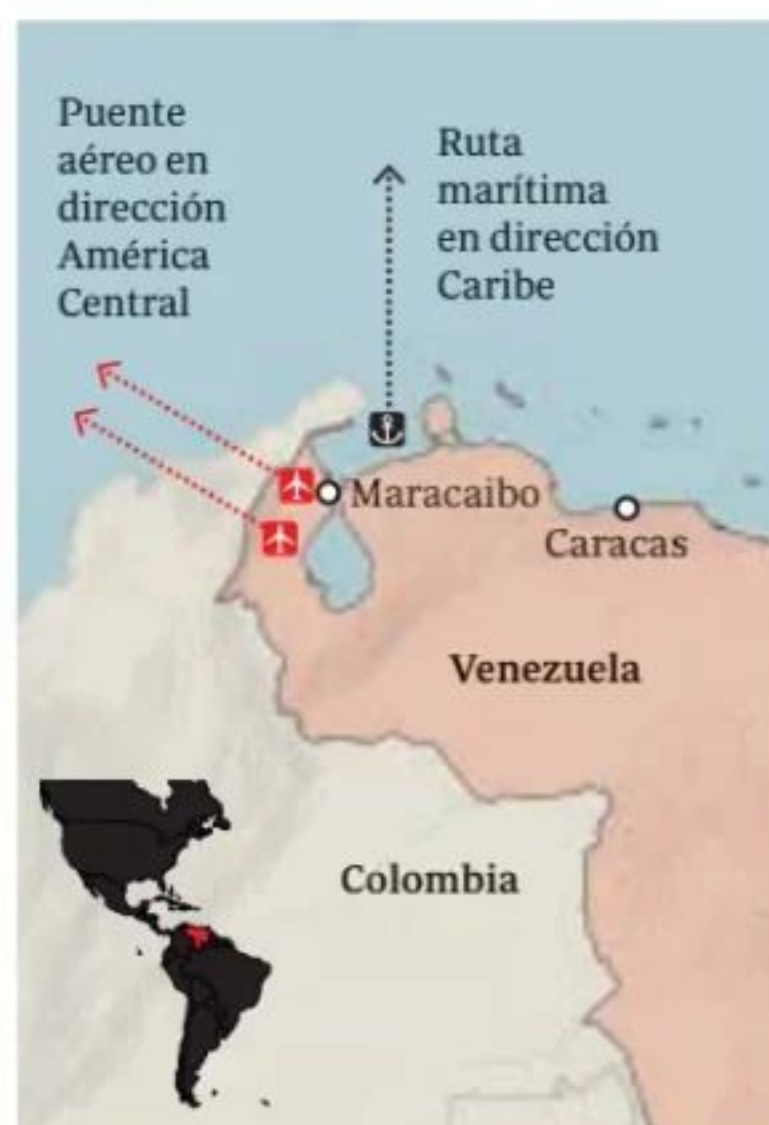 Puente
aéreo en
dirección
América
Central
Ruta
marítima
en dirección
Caribe
Maracaibo
Caracas
Venezuela
Colombia